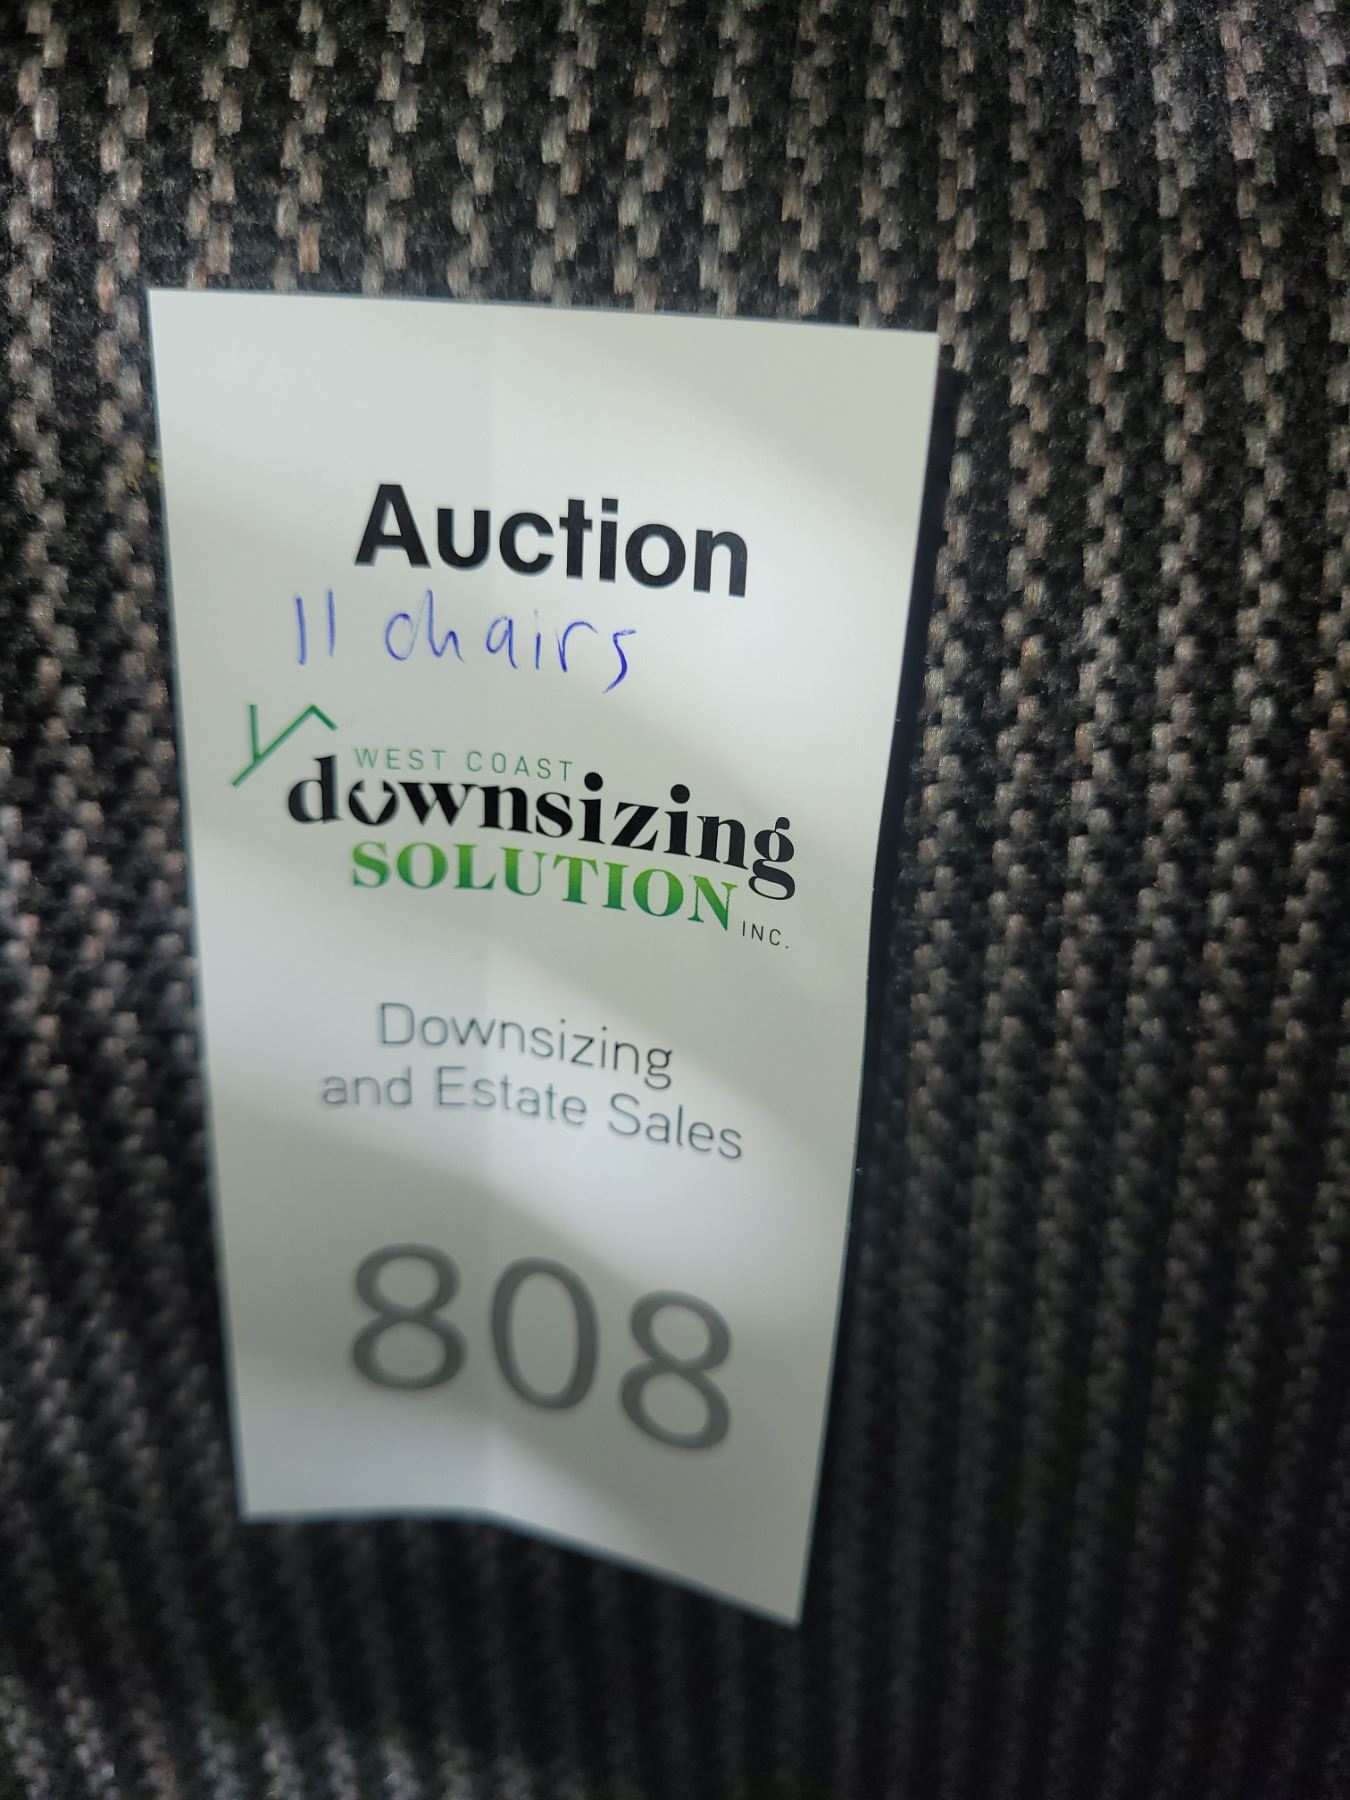 Auction
11 chairs
WEST COAST
downsizing
SOLUTION
INC.
Downsizing
and Estate Sales
808